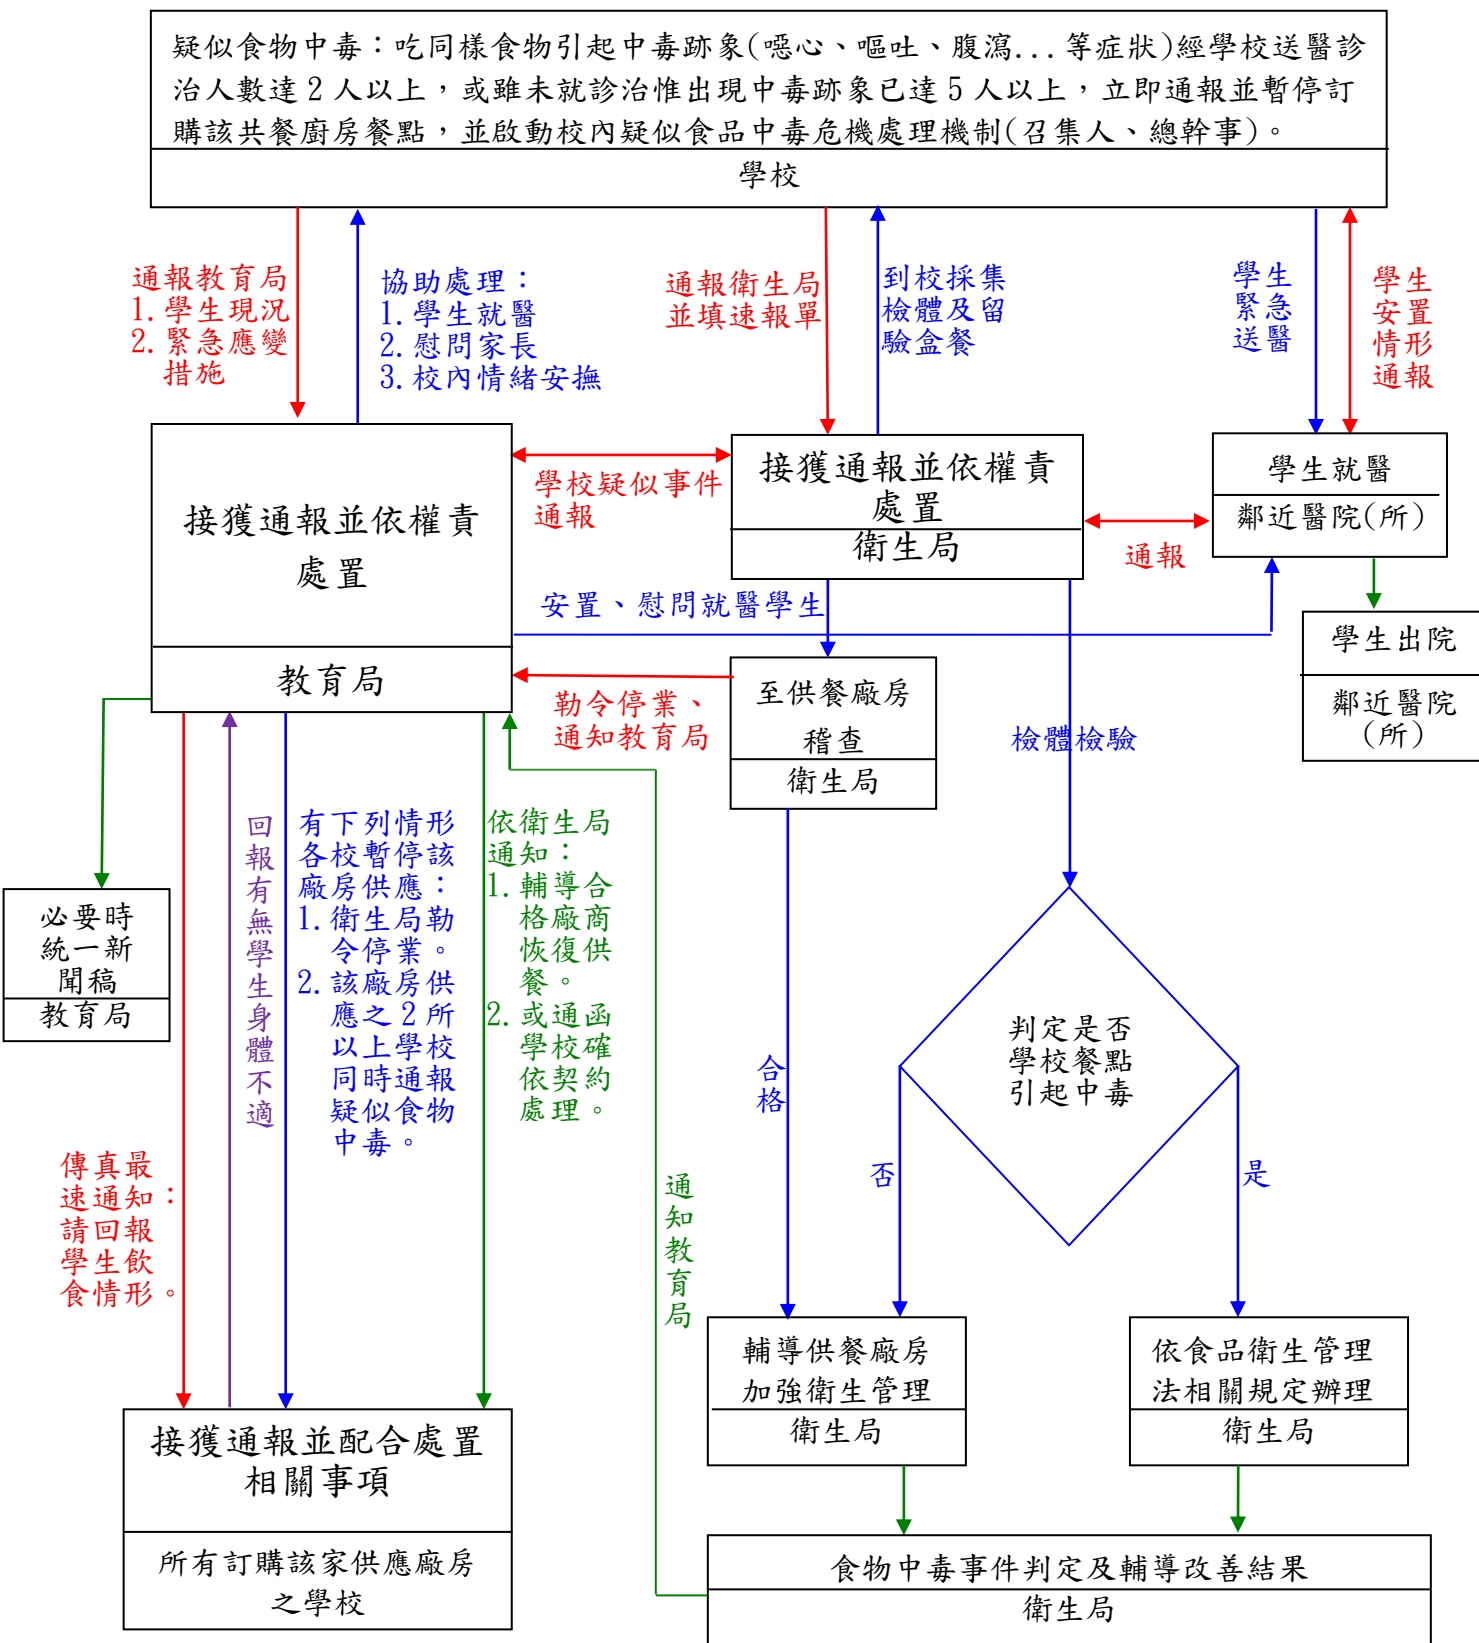 疑似食物中毒：吃同樣食物引起中毒跡象(噁心、嘔吐、腹瀉...等症狀)經學校送醫診
治人數達2人以上，或雖未就診治惟出現中毒跡象已達5人以上，立即通報並暫停訂
購該共餐廚房餐點，並啟動校內疑似食品中毒危機處理機制(召集人、總幹事)。
學校
通報教育局
1.學生現況
2.緊急應變
措施
協助處理：
1.學生就醫
2.慰問家長
3.校內情緒安撫
通報衛生局
並填速報單
到校採集
檢體及留
驗盒餐
學生
緊急
送醫
學生
安置
情形
通報
接獲通報並依權責
處置
教育局
學校疑似事件
通報
接獲通報並依權責
處置
衛生局
通報
學生就醫
鄰近醫院(所)
安置、慰問就醫學生
學生出院
鄰近醫院
(所)
勒令停業、
通知教育局
至供餐廠房
稽查
衛生局
檢體檢驗
必要時
統一新
聞稿
教育局
回報有無學生身體不適
有下列情形
各校暫停該
廠房供應：
1.衛生局勒
令停業。
2.該廠房供
應之2所
以上學校
同時通報
疑似食物
中毒。
依衛生局
通知：
1.輔導合
格廠商
恢復供
餐。
2.或通函
學校確
依契約
處理。
傳真最
速通知：
請回報
學生飲
食情形。
通知教育局
合格
判定是否
學校餐點
引起中毒
否
是
輔導供餐廠房
加強衛生管理
衛生局
依食品衛生管理
法相關規定辦理
衛生局
接獲通報並配合處置
相關事項
所有訂購該家供應廠房
之學校
食物中毒事件判定及輔導改善結果
衛生局